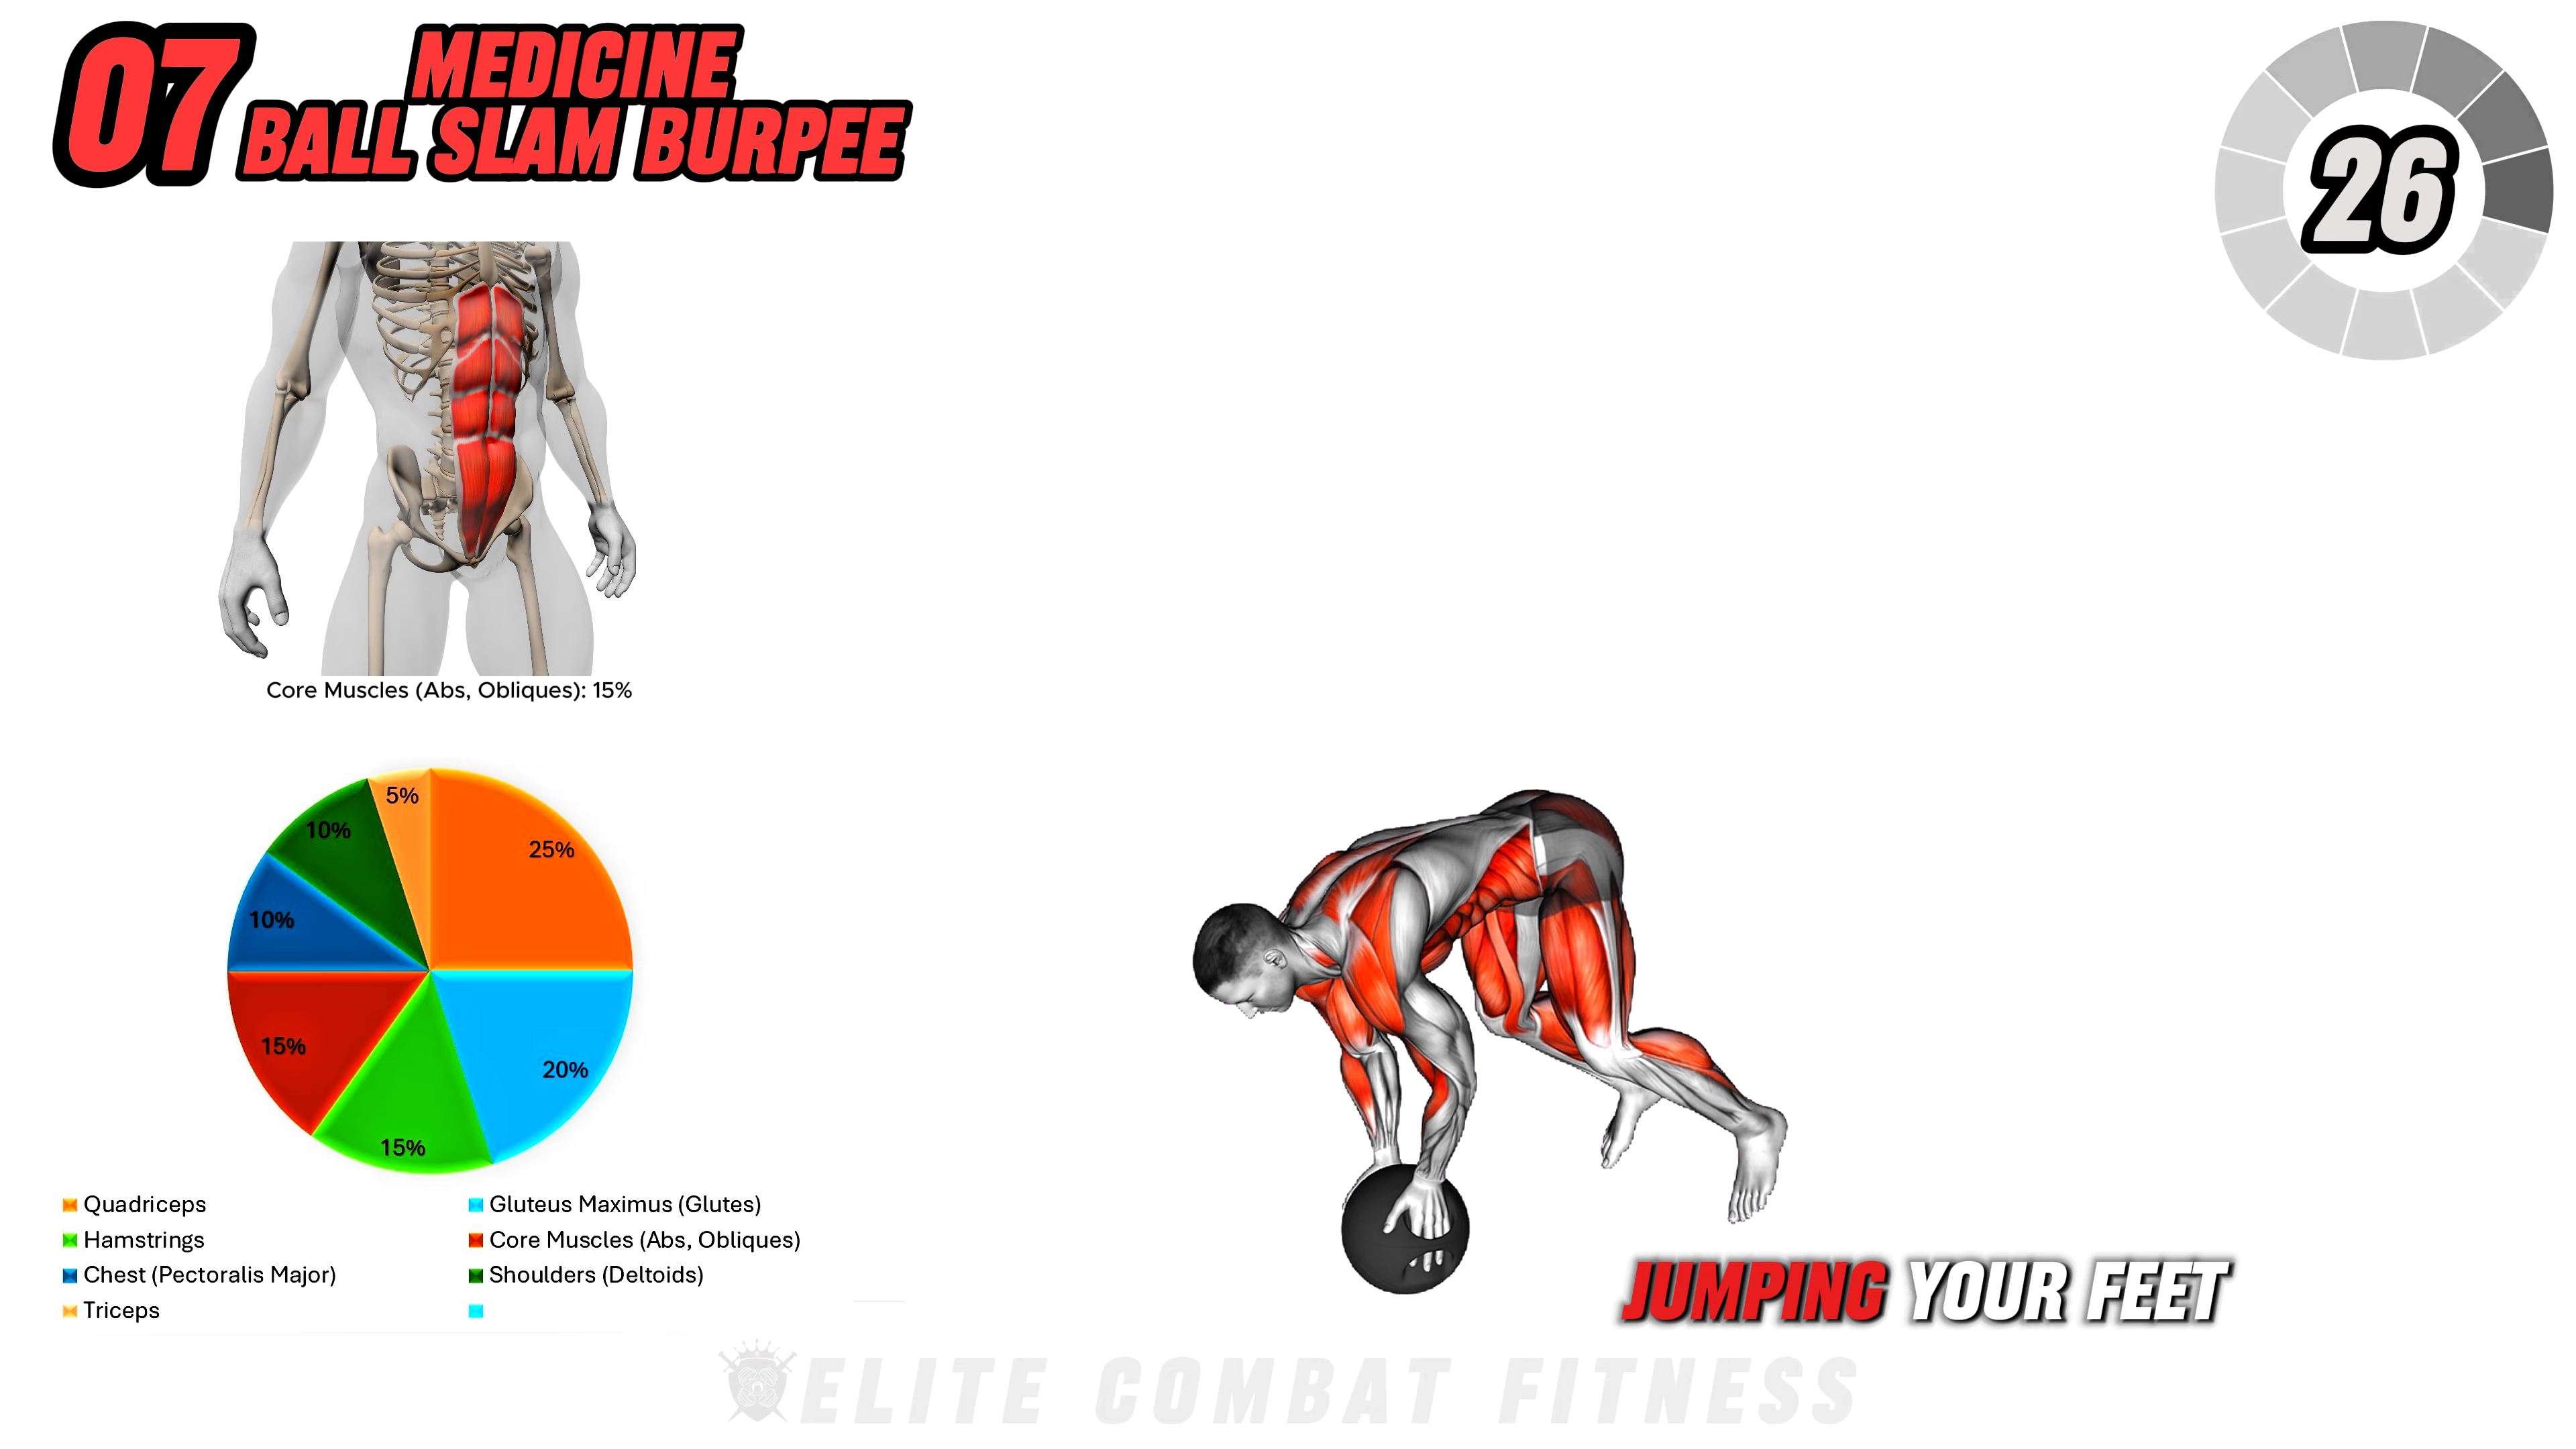 07
MEDICINE
BALL SLAM BURPEE
26
Core Muscles (Abs, Obliques): 15%
5%
10%
25%
10%
15%
20%
15%
Quadriceps
Gluteus Maximus (Glutes)
Hamstrings
Core Muscles (Abs, Obliques)
Chest (Pectoralis Major)
Shoulders (Deltoids)
Triceps
JUMPING YOUR FEET
ELITE COMBAT FITNESS